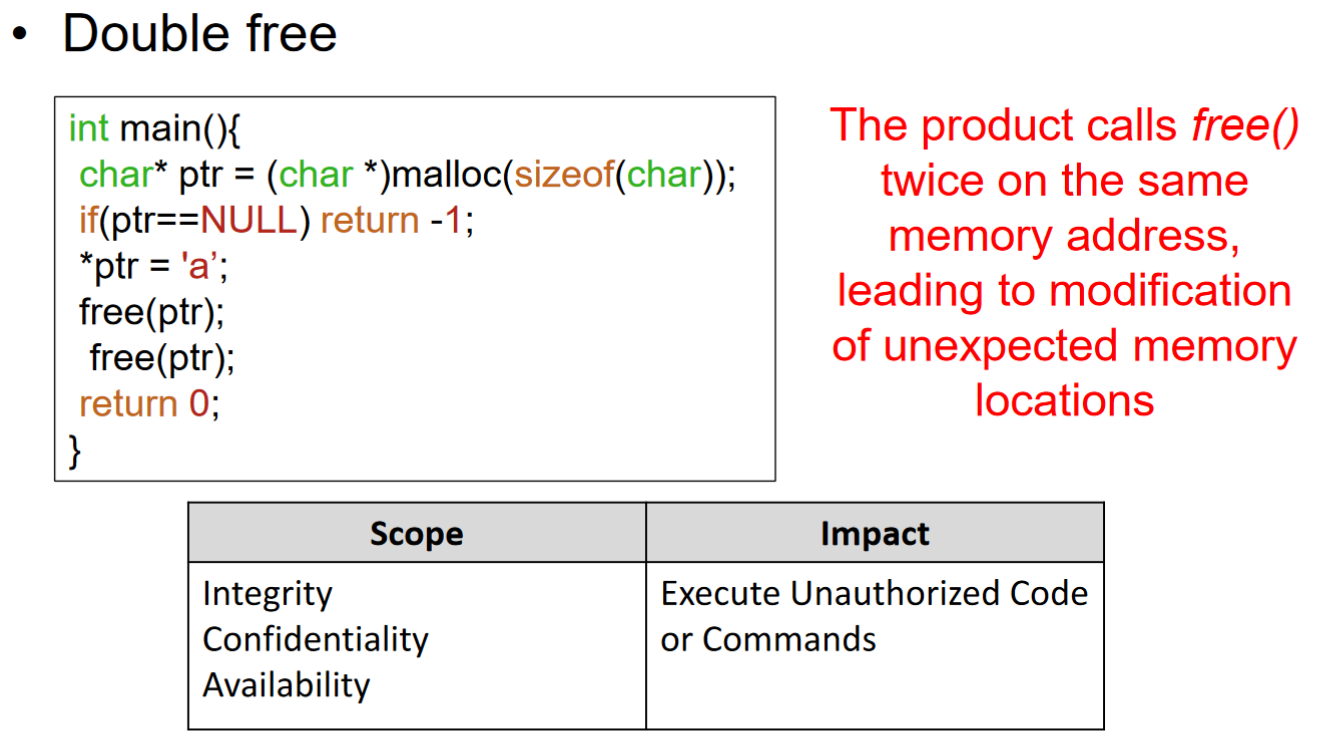 • Double free
int main(){
char* ptr = (char *)malloc(sizeof(char));
if(ptr==NULL) return -1;
*ptr = 'a’;
free(ptr);
free(ptr);
return 0;
}
The product calls free()
twice on the same
memory address,
leading to modification
of unexpected memory
locations
Scope
Impact
Integrity
Confidentiality
Availability
Execute Unauthorized Code
or Commands